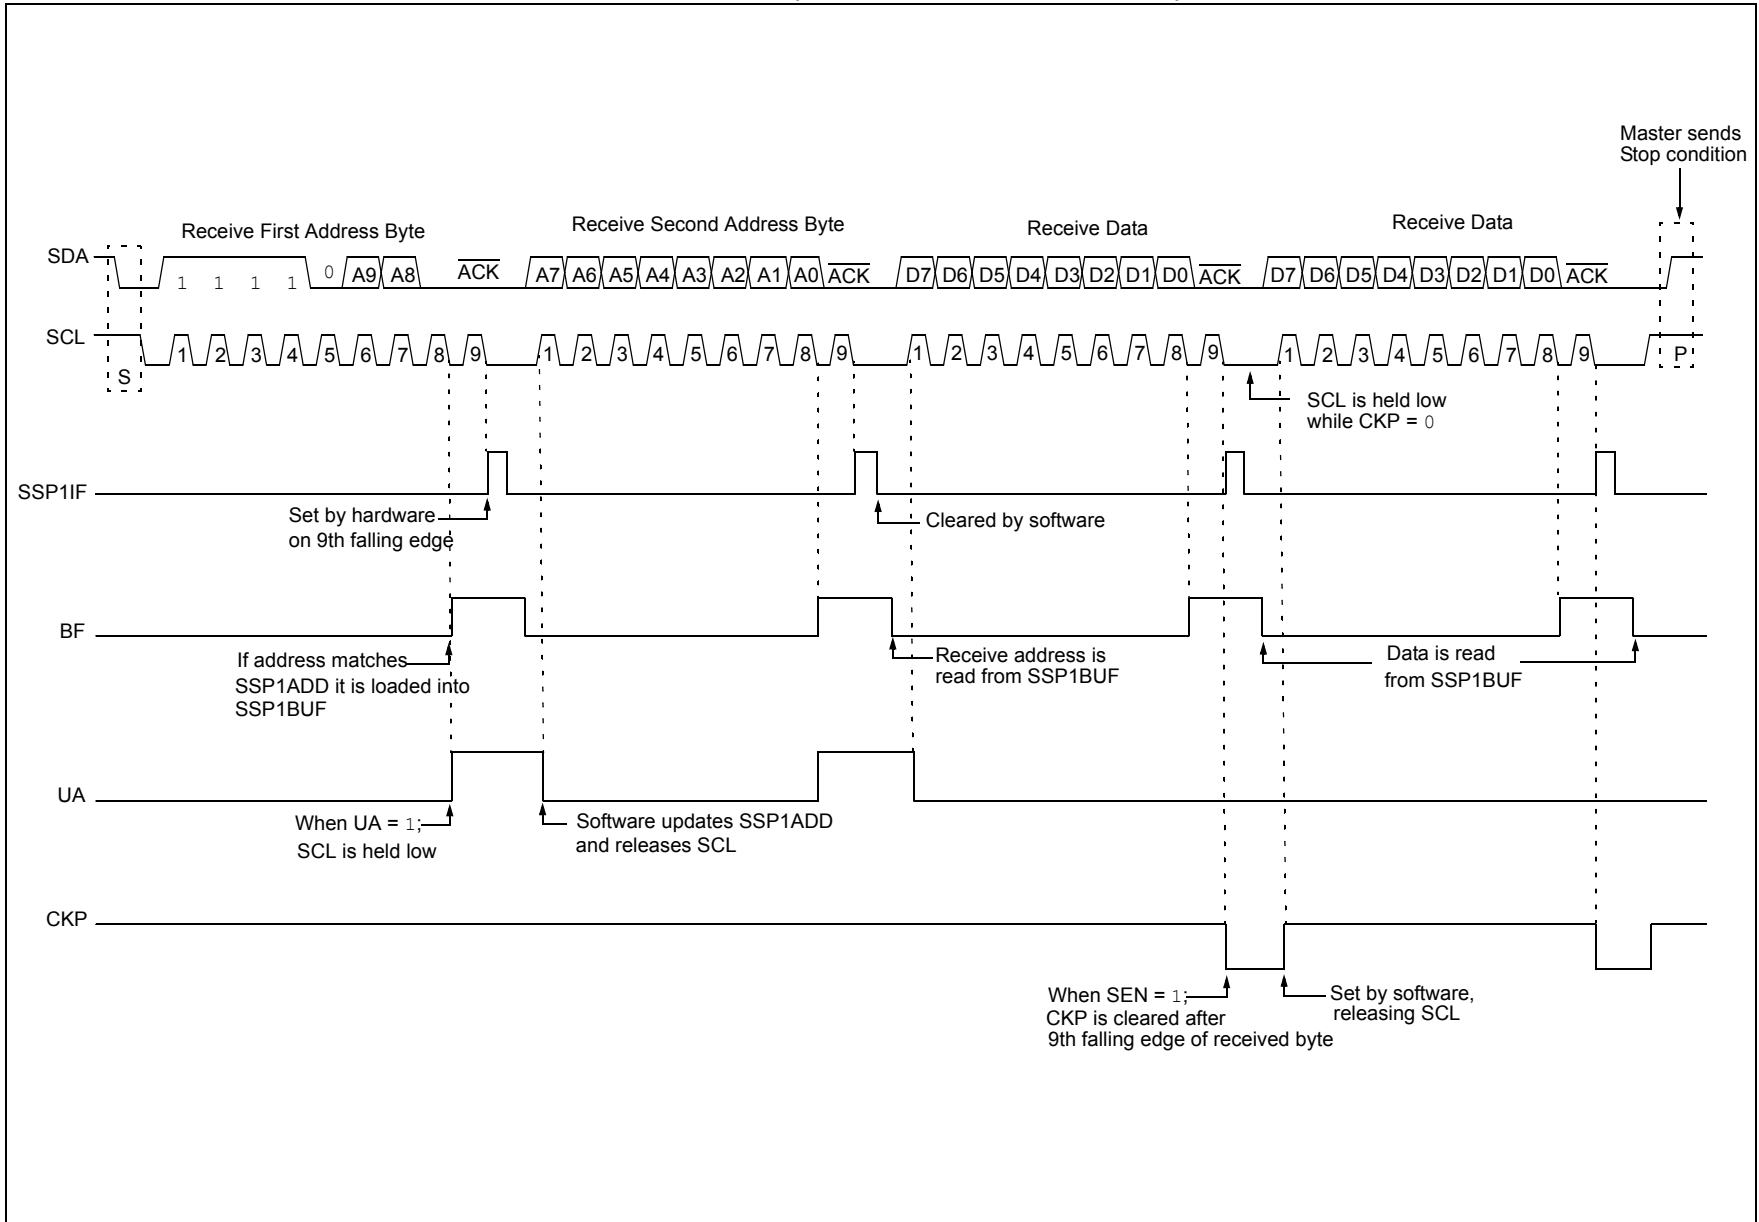 Master sends
Stop condition
Receive First Address Byte
Receive Second Address Byte
Receive Data
Receive Data
SDA
1 1 1 1 0 A9 A8 ACK A7 A6 A5 A4 A3 A2 A1 A0 ACK D7 D6 D5 D4 D3 D2 D1 D0 ACK D7 D6 D5 D4 D3 D2 D1 D0 ACK
SCL
S 1 2 3 4 5 6 7 8 9 1 2 3 4 5 6 7 8 9 1 2 3 4 5 6 7 8 9 1 2 3 4 5 6 7 8 9 P
SCL is held low
while CKP = 0
SSP1IF
Set by hardware
on 9th falling edge
Cleared by software
BF
If address matches
SSP1ADD it is loaded into
SSP1BUF
Receive address is
read from SSP1BUF
Data is read
from SSP1BUF
UA
When UA = 1;
SCL is held low
Software updates SSP1ADD
and releases SCL
CKP
When SEN = 1;
CKP is cleared after
9th falling edge of received byte
Set by software,
releasing SCL